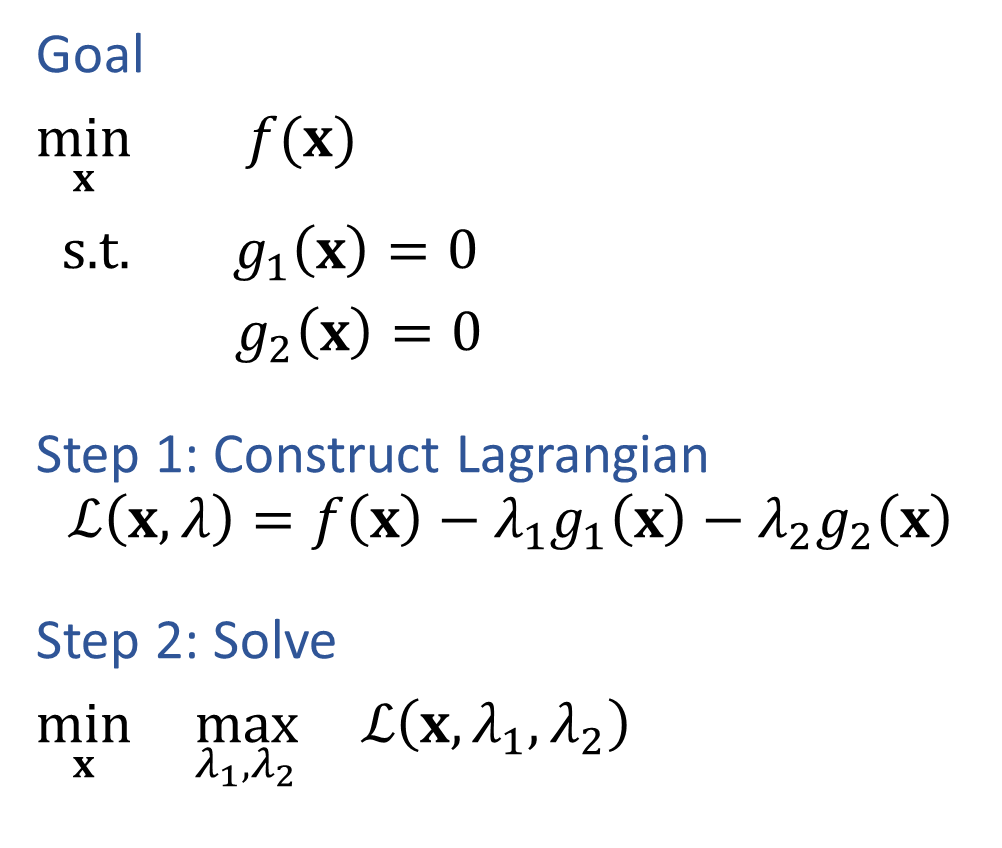 Goal
min f(𝐱)
𝐱
s.t. g₁(𝐱) = 0
g₂(𝐱) = 0
Step 1: Construct Lagrangian
ℒ(𝐱, λ) = f(𝐱) − λ₁g₁(𝐱) − λ₂g₂(𝐱)
Step 2: Solve
min max ℒ(𝐱, λ₁, λ₂)
𝐱 λ₁,λ₂